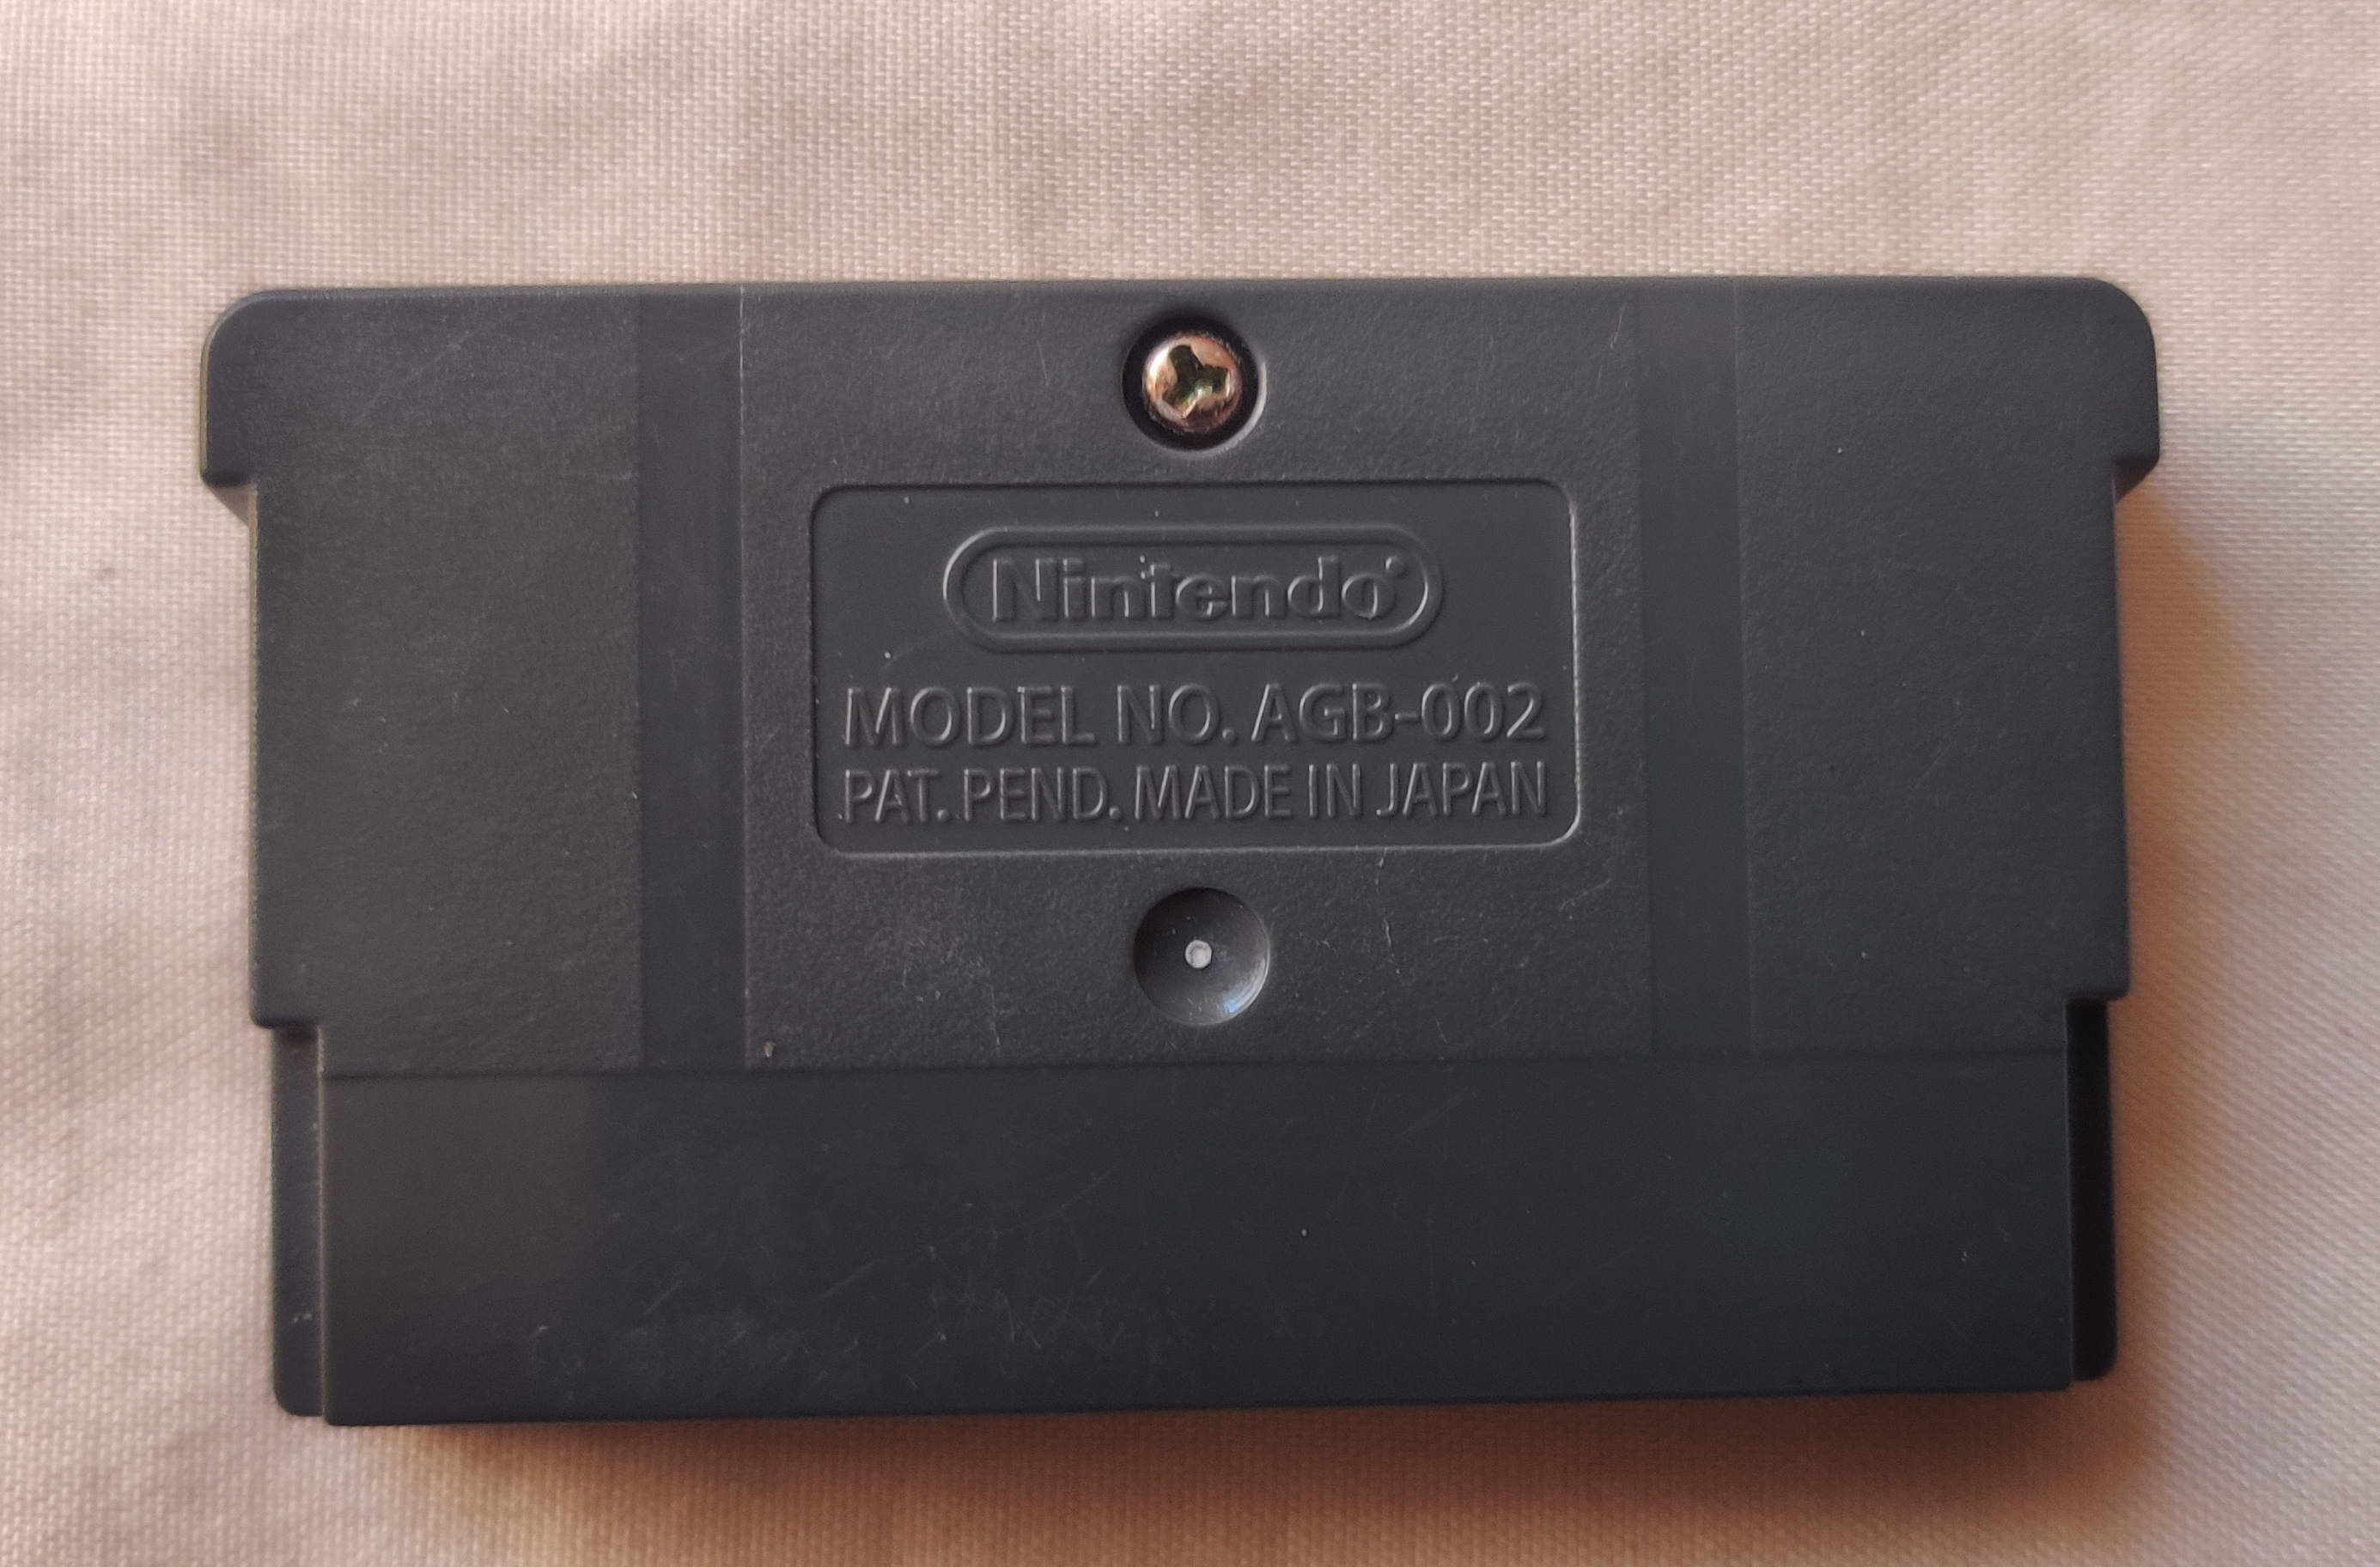 Nintendo
MODEL NO. AGB-002
PAT. PEND. MADE IN JAPAN